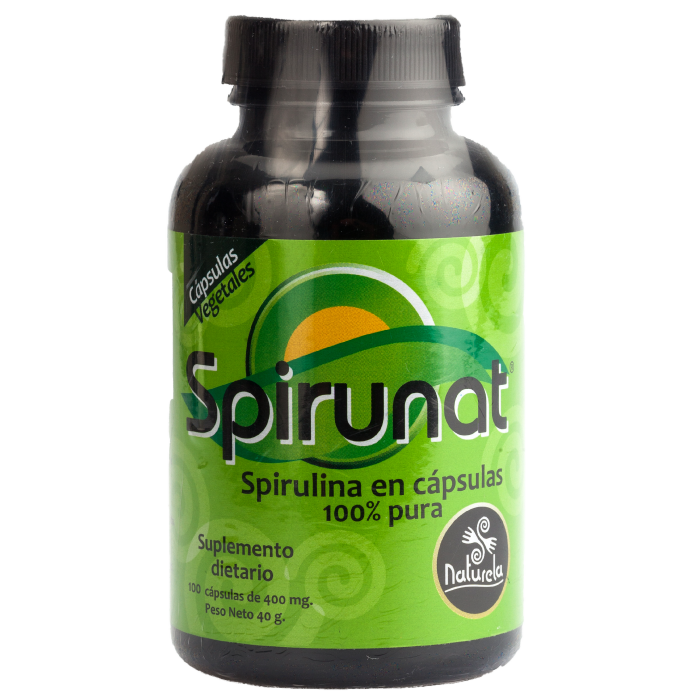 Cápsulas
Vegetales
Spirunat®
Spirulina en cápsulas
100% pura
Suplemento
dietario
100 cápsulas de 400 mg.
Peso Neto 40 g.
Naturela